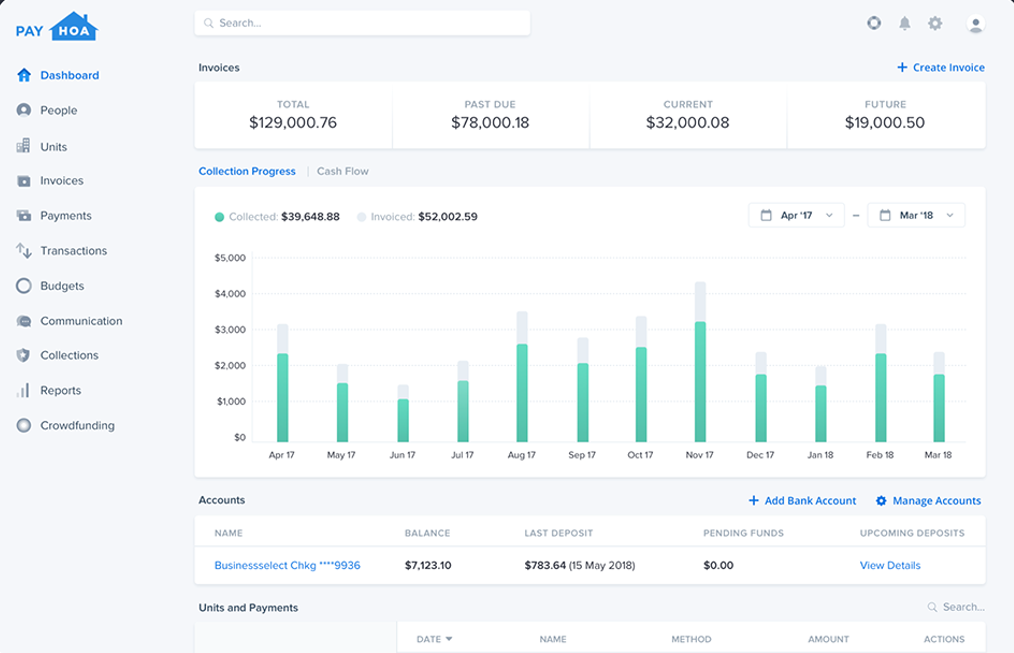 PAY HOA
Search...
Dashboard
People
Units
Invoices
Payments
Transactions
Budgets
Communication
Collections
Reports
Crowdfunding
Invoices
+ Create Invoice
TOTAL PAST DUE CURRENT FUTURE
$129,000.76 $78,000.18 $32,000.08 $19,000.50
Collection Progress | Cash Flow
Collected: $39,648.88 Invoiced: $52,002.59 Apr '17 – Mar '18
$5,000
$4,000
$3,000
$2,000
$1,000
$0
Apr 17 May 17 Jun 17 Jul 17 Aug 17 Sep 17 Oct 17 Nov 17 Dec 17 Jan 18 Feb 18 Mar 18
Accounts + Add Bank Account Manage Accounts
NAME BALANCE LAST DEPOSIT PENDING FUNDS UPCOMING DEPOSITS
Businessselect Chkg ****9936 $7,123.10 $783.64 (15 May 2018) $0.00 View Details
Units and Payments Search...
DATE NAME METHOD AMOUNT ACTIONS